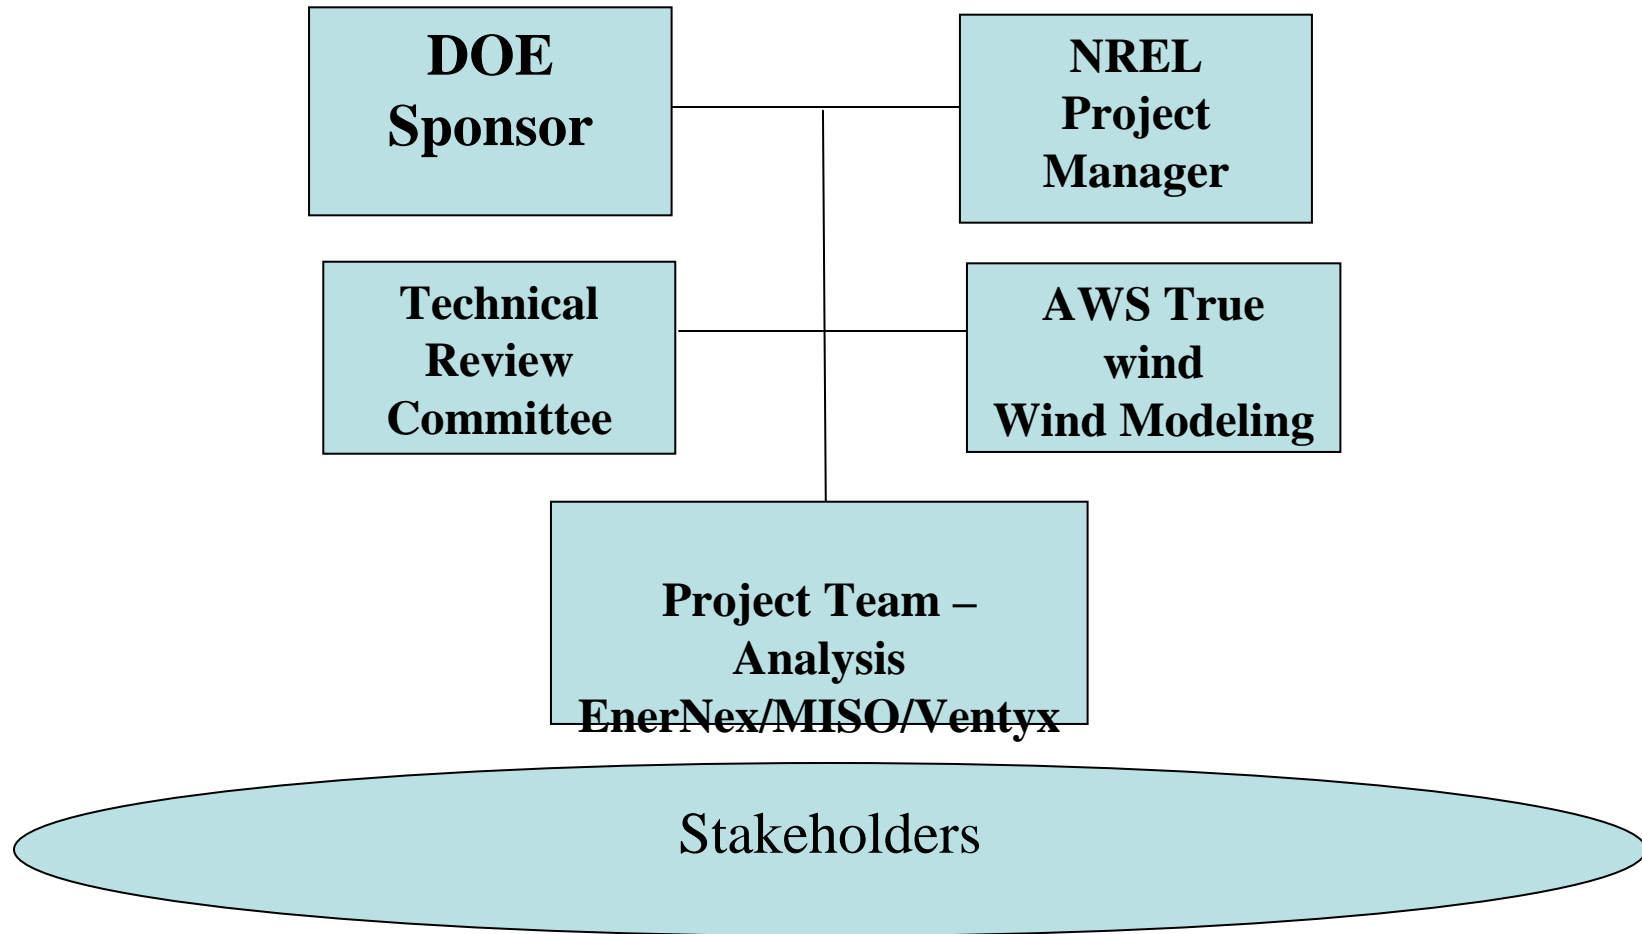 DOE
Sponsor
NREL
Project
Manager
Technical
Review
Committee
AWS True
wind
Wind Modeling
Project Team –
Analysis
EnerNex/MISO/Ventyx
Stakeholders